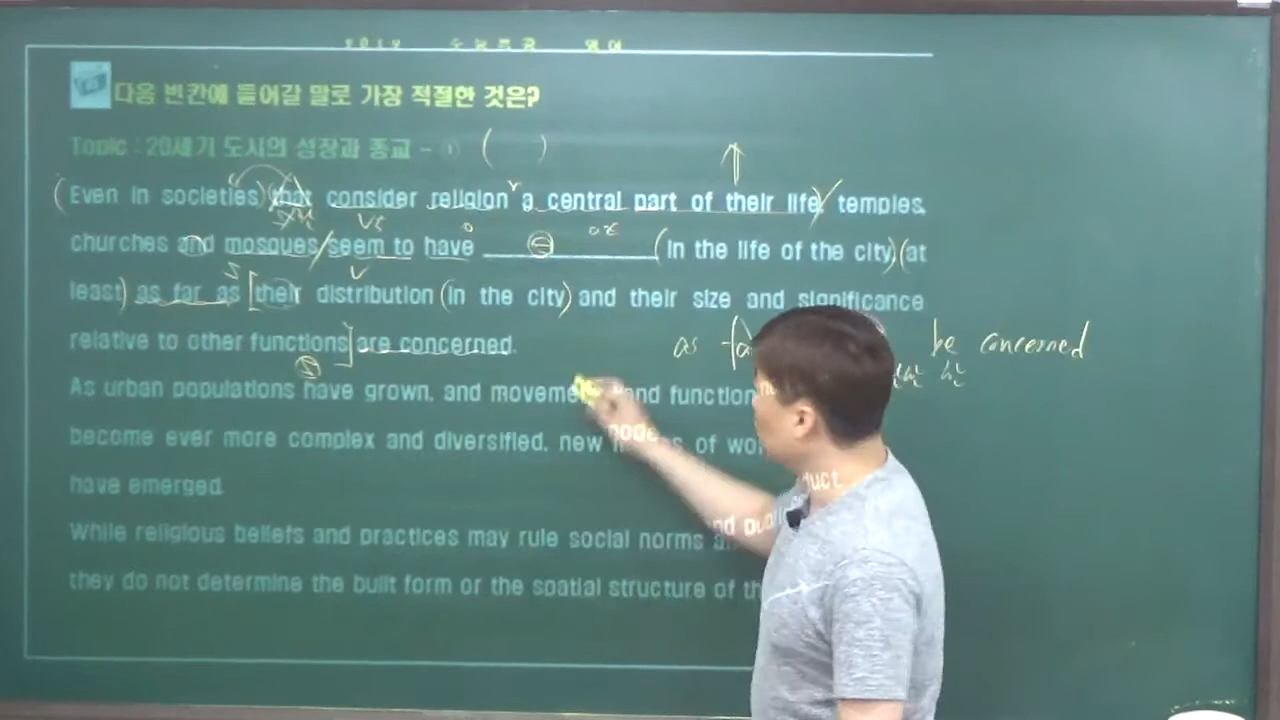 다음 빈칸에 들어갈 말로 가장 적절한 것은?
Topic : 20세기 도시의 성장과 종교 - ① ( )
(Even in societies)(that consider religion a central part of their life/ temples,
churches and mosques/seem to have ________ (in the life of the city)(at
least) as far as [their distribution (in the city) and their size and significance
relative to other functions] are concerned.
as be concerned
As urban populations have grown, and and function
become ever more complex and diversified, new of
have emerged.
While religious beliefs and practices may rule social norms
they do not determine the built form or the spatial structure of